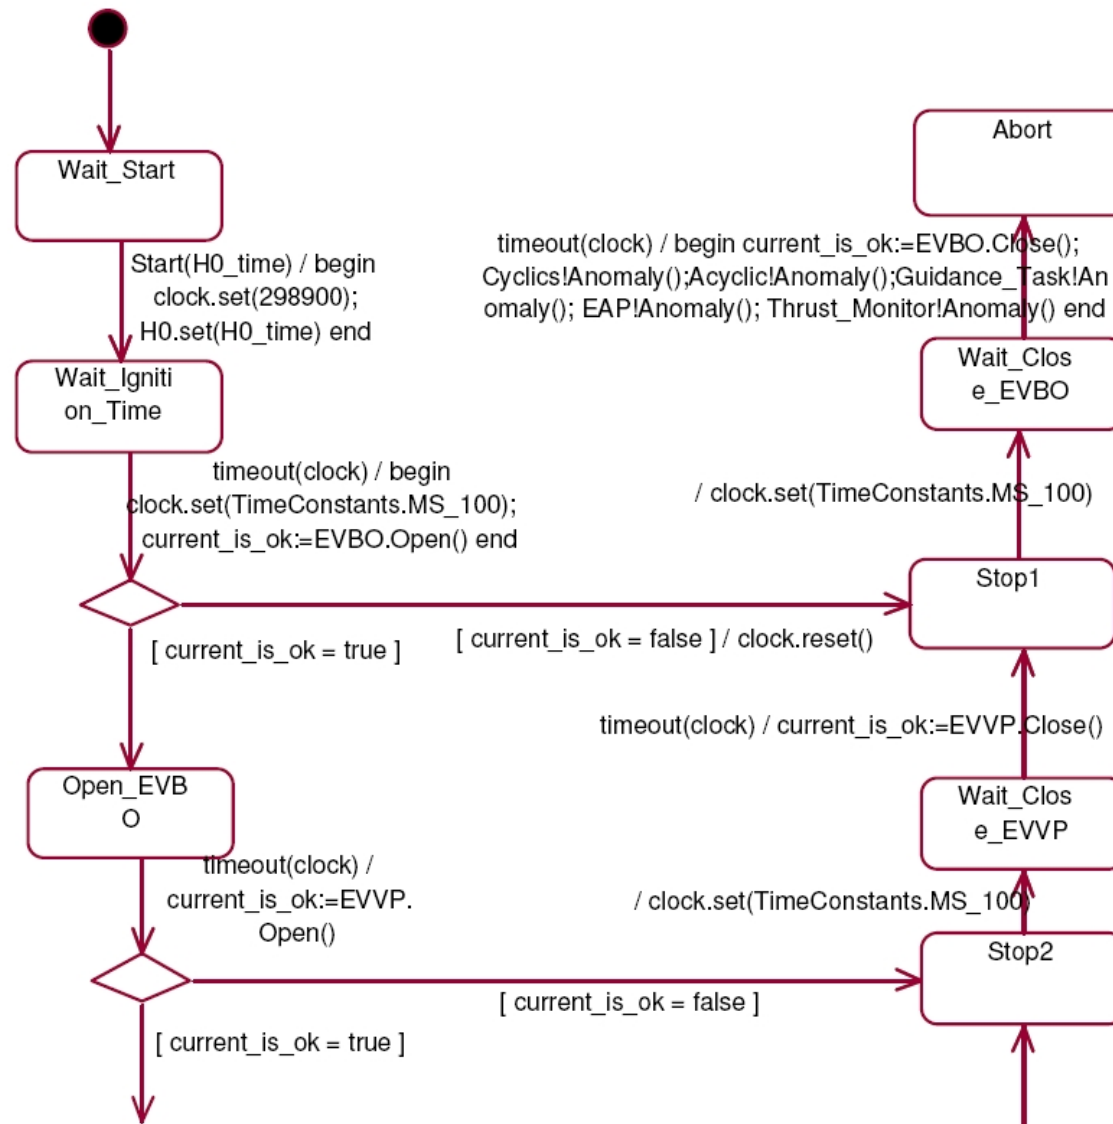 Wait_Start
Start(H0_time) / begin
clock.set(298900);
H0.set(H0_time) end
Wait_Igniti
on_Time
timeout(clock) / begin
clock.set(TimeConstants.MS_100);
current_is_ok:=EVBO.Open() end
[ current_is_ok = true ]
[ current_is_ok = false ] / clock.reset()
Open_EVB
O
timeout(clock) /
current_is_ok:=EVVP.
Open()
[ current_is_ok = false ]
[ current_is_ok = true ]
Abort
timeout(clock) / begin current_is_ok:=EVBO.Close();
Cyclics!Anomaly();Acyclic!Anomaly();Guidance_Task!An
omaly(); EAP!Anomaly(); Thrust_Monitor!Anomaly() end
Wait_Clos
e_EVBO
/ clock.set(TimeConstants.MS_100)
Stop1
timeout(clock) / current_is_ok:=EVVP.Close()
Wait_Clos
e_EVVP
/ clock.set(TimeConstants.MS_100)
Stop2